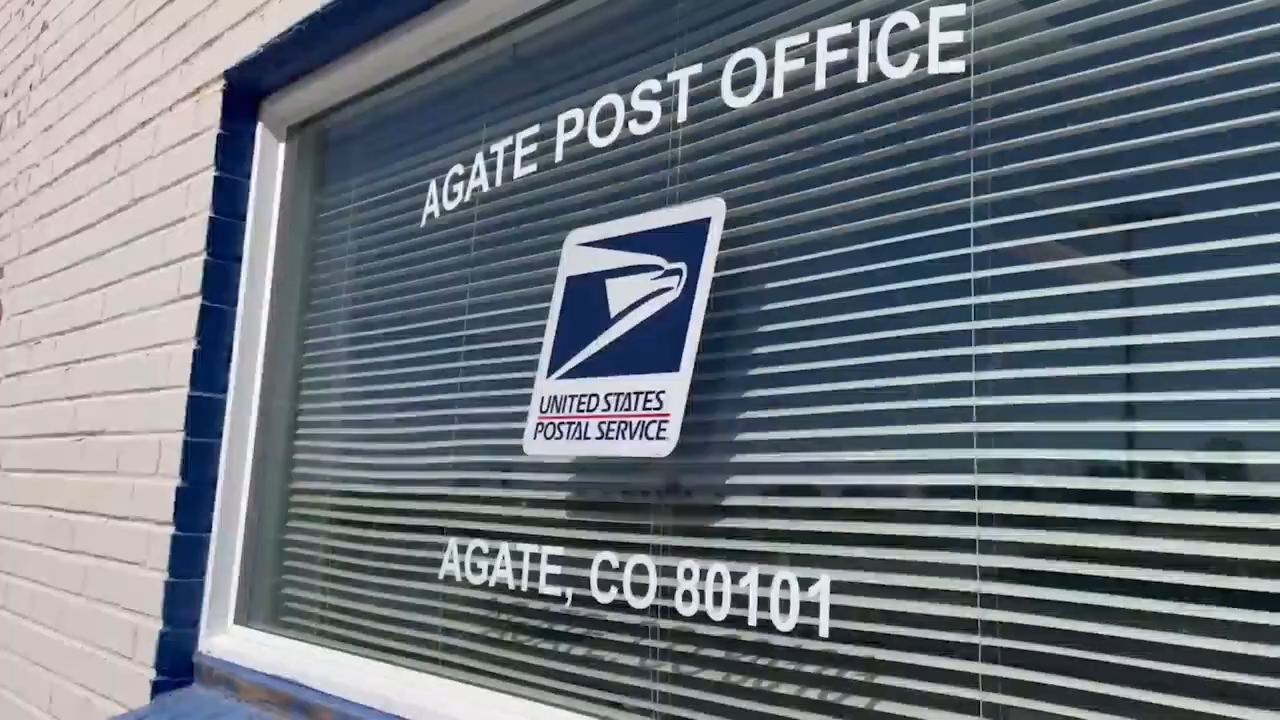 AGATE POST OFFICE
UNITED STATES
POSTAL SERVICE
AGATE, CO 80101